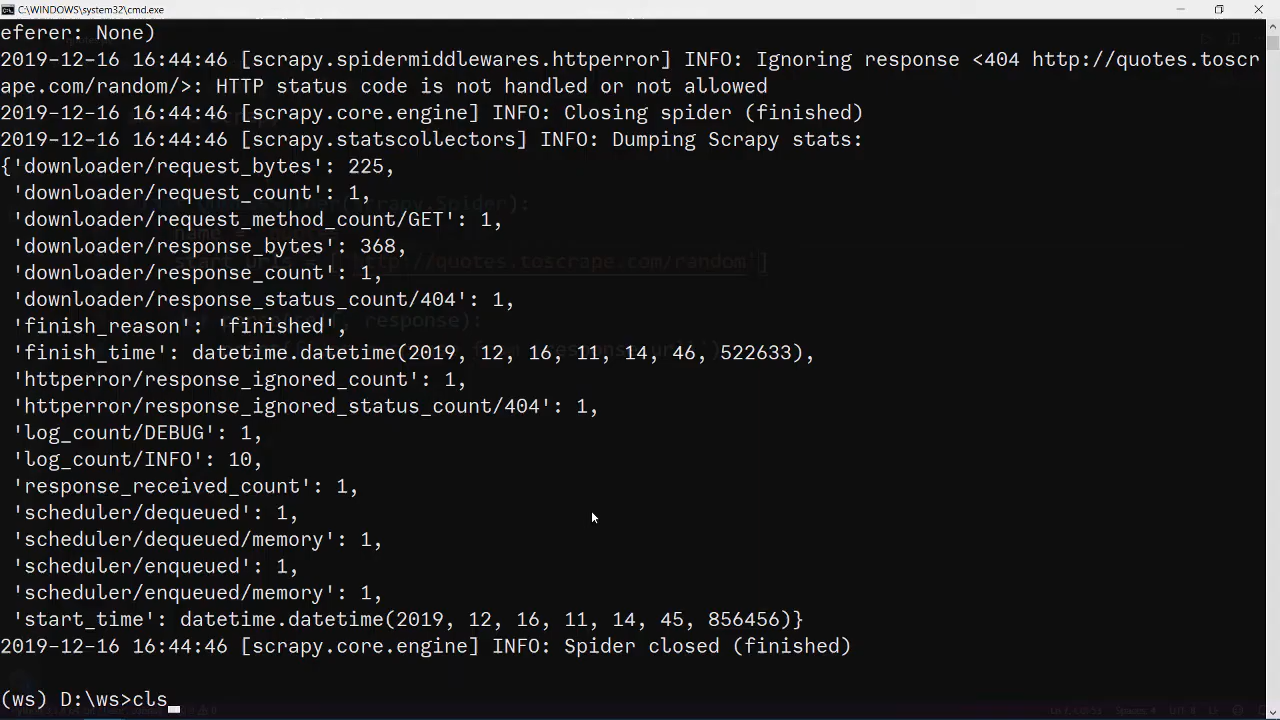 C:\WINDOWS\system32\cmd.exe
eferer: None)
2019-12-16 16:44:46 [scrapy.spidermiddlewares.httperror] INFO: Ignoring response <404 http://quotes.toscr
ape.com/random/>: HTTP status code is not handled or not allowed
2019-12-16 16:44:46 [scrapy.core.engine] INFO: Closing spider (finished)
2019-12-16 16:44:46 [scrapy.statscollectors] INFO: Dumping Scrapy stats:
{'downloader/request_bytes': 225,
 'downloader/request_count': 1,
 'downloader/request_method_count/GET': 1,
 'downloader/response_bytes': 368,
 'downloader/response_count': 1,
 'downloader/response_status_count/404': 1,
 'finish_reason': 'finished',
 'finish_time': datetime.datetime(2019, 12, 16, 11, 14, 46, 522633),
 'httperror/response_ignored_count': 1,
 'httperror/response_ignored_status_count/404': 1,
 'log_count/DEBUG': 1,
 'log_count/INFO': 10,
 'response_received_count': 1,
 'scheduler/dequeued': 1,
 'scheduler/dequeued/memory': 1,
 'scheduler/enqueued': 1,
 'scheduler/enqueued/memory': 1,
 'start_time': datetime.datetime(2019, 12, 16, 11, 14, 45, 856456)}
2019-12-16 16:44:46 [scrapy.core.engine] INFO: Spider closed (finished)
(ws) D:\ws>cls